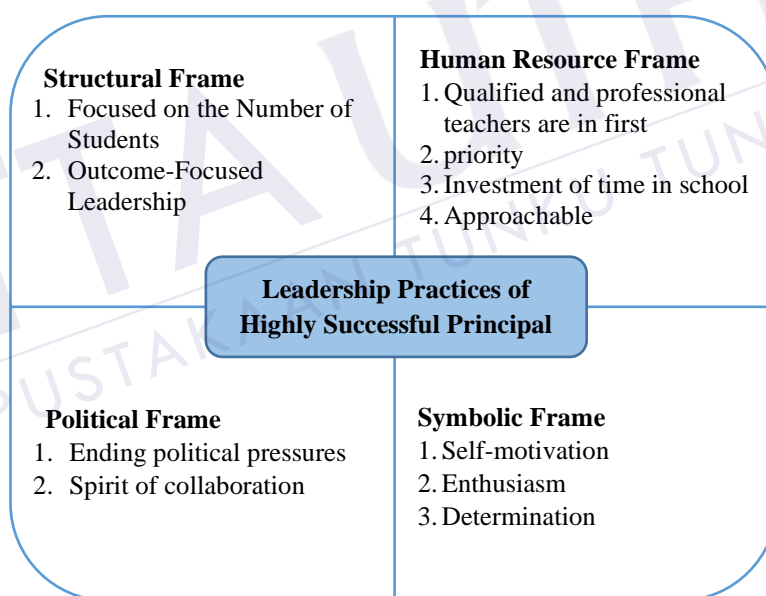 Structural Frame
1. Focused on the Number of
Students
2. Outcome-Focused
Leadership
Human Resource Frame
1. Qualified and professional
teachers are in first
2. priority
3. Investment of time in school
4. Approachable
Leadership Practices of
Highly Successful Principal
Political Frame
1. Ending political pressures
2. Spirit of collaboration
Symbolic Frame
1. Self-motivation
2. Enthusiasm
3. Determination
PUSTAKAAN TUNKU TUN